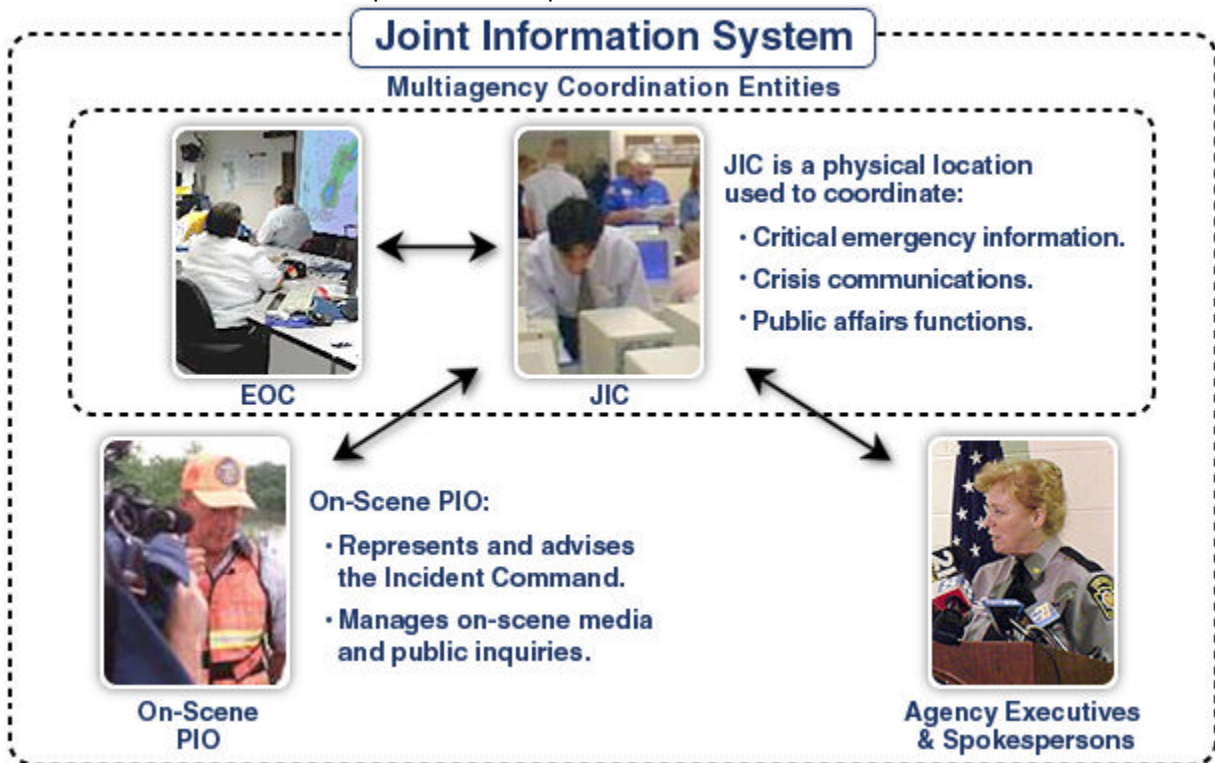 Joint Information System
Multiagency Coordination Entities
JIC is a physical location
used to coordinate:
• Critical emergency information.
• Crisis communications.
• Public affairs functions.
EOC
JIC
On-Scene PIO:
• Represents and advises
the Incident Command.
• Manages on-scene media
and public inquiries.
On-Scene
PIO
Agency Executives
& Spokespersons